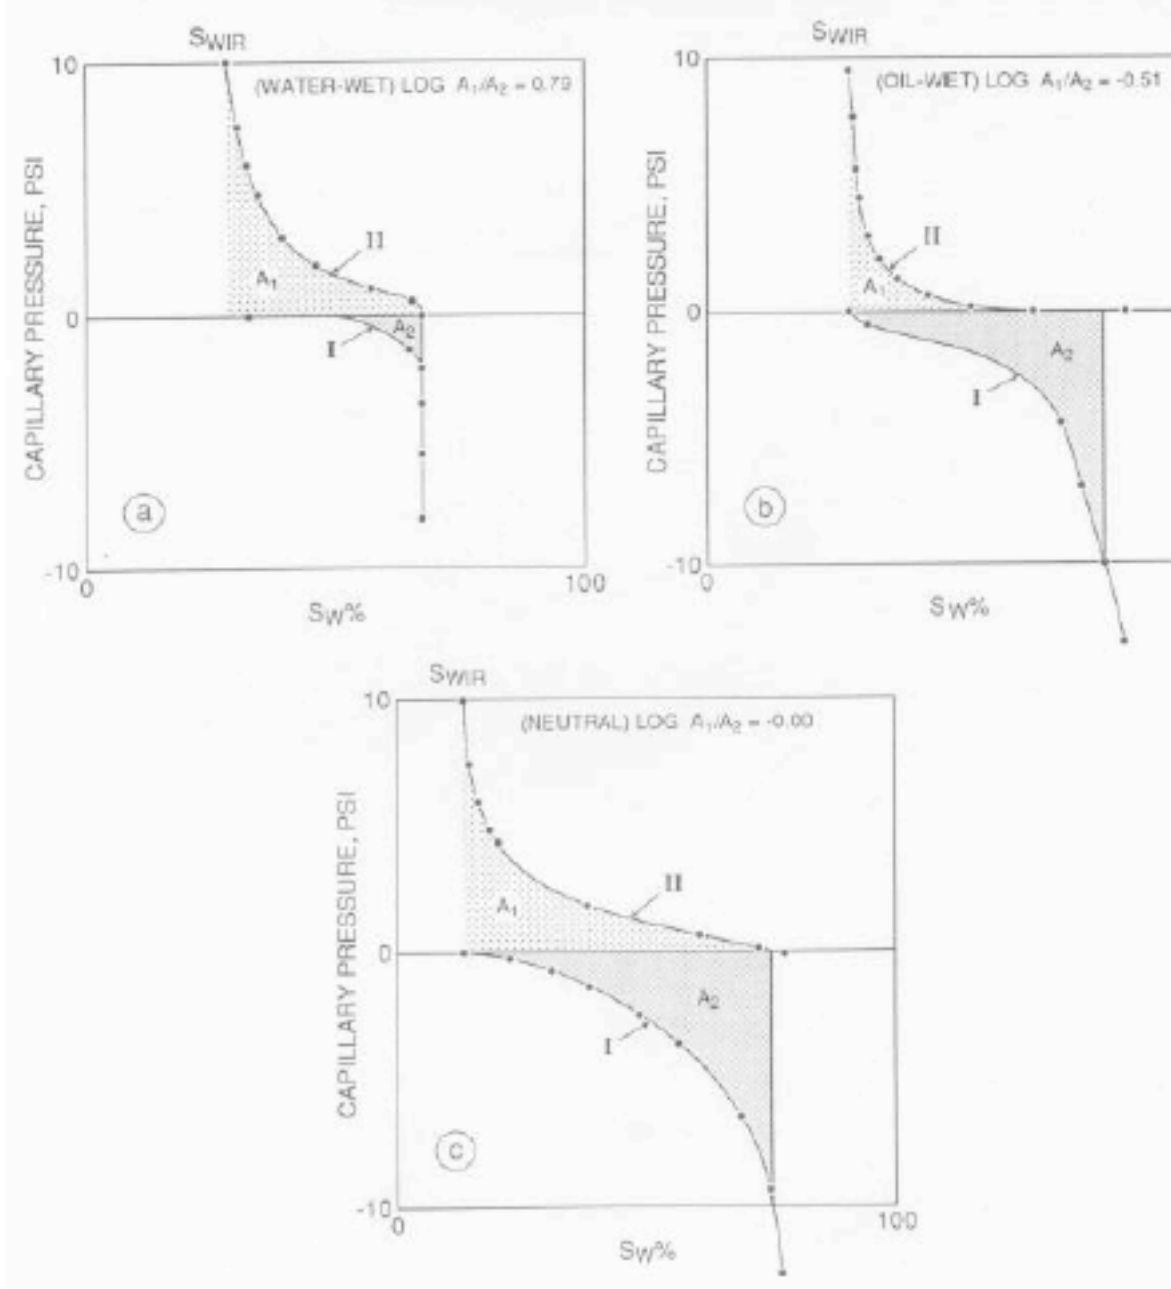 SWIR
10
(WATER-WET) LOG A1/A2 = 0.79
CAPILLARY PRESSURE, PSI
II
A1
0
A2
I
a
-10
0
100
SW%
SWIR
10
(OIL-WET) LOG A1/A2 = -0.51
CAPILLARY PRESSURE, PSI
II
A1
0
A2
I
b
-10
0
SW%
SWIR
10
(NEUTRAL) LOG A1/A2 = -0.00
CAPILLARY PRESSURE, PSI
II
A1
0
A2
I
c
-10
0
100
SW%